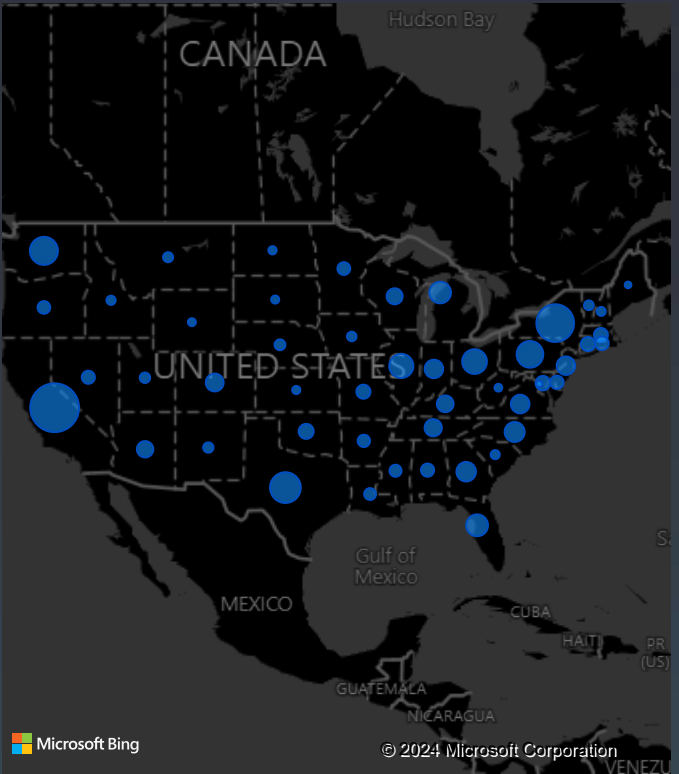 Hudson Bay
CANADA
UNITED STATES
Gulf of
Mexico
MEXICO
CUBA
HAITI
PR
(US)
GUATEMALA
NICARAGUA
Microsoft Bing
© 2024 Microsoft Corporation
VENEZU